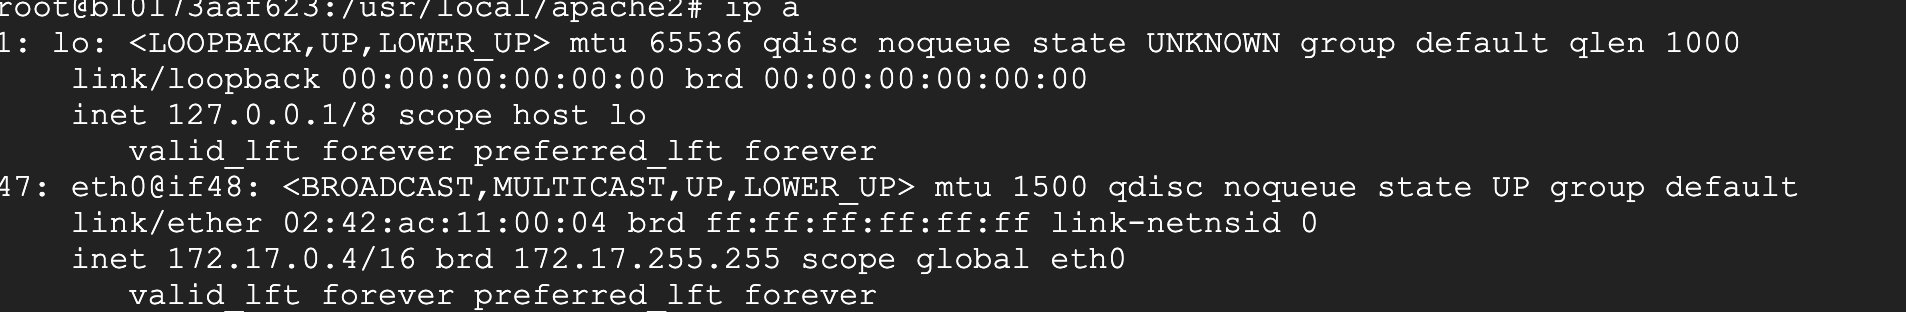 root@b10173aaf623:/usr/local/apache2# ip a
1: lo: <LOOPBACK,UP,LOWER_UP> mtu 65536 qdisc noqueue state UNKNOWN group default qlen 1000
link/loopback 00:00:00:00:00:00 brd 00:00:00:00:00:00
inet 127.0.0.1/8 scope host lo
valid_lft forever preferred_lft forever
47: eth0@if48: <BROADCAST,MULTICAST,UP,LOWER_UP> mtu 1500 qdisc noqueue state UP group default
link/ether 02:42:ac:11:00:04 brd ff:ff:ff:ff:ff:ff link-netnsid 0
inet 172.17.0.4/16 brd 172.17.255.255 scope global eth0
valid_lft forever preferred_lft forever